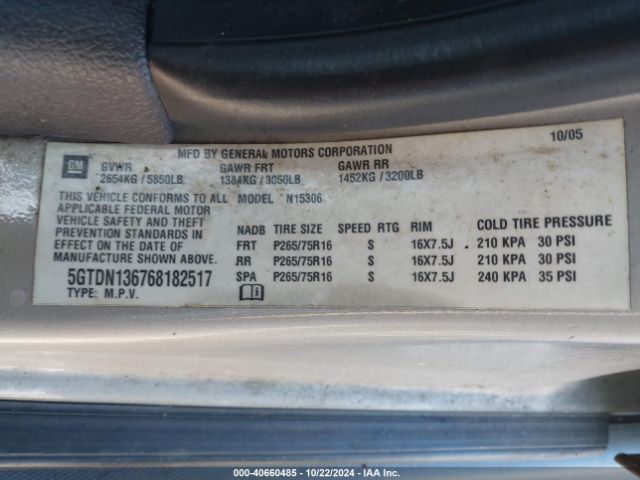 10/05
MFD BY GENERAL MOTORS CORPORATION
GM GVWR GAWR FRT GAWR RR
2654KG / 5850LB 1384KG / 3050LB 1452KG / 3200LB
THIS VEHICLE CONFORMS TO ALL MODEL N15306
APPLICABLE FEDERAL MOTOR
VEHICLE SAFETY AND THEFT
PREVENTION STANDARDS IN
EFFECT ON THE DATE OF
MANUFACTURE SHOWN ABOVE.
5GTDN136768182517
TYPE: M.P.V.
NADB TIRE SIZE SPEED RTG RIM COLD TIRE PRESSURE
FRT P265/75R16 S 16X7.5J 210 KPA 30 PSI
RR P265/75R16 S 16X7.5J 210 KPA 30 PSI
SPA P265/75R16 S 16X7.5J 240 KPA 35 PSI
000-40660485 - 10/22/2024 - IAA Inc. Copyright